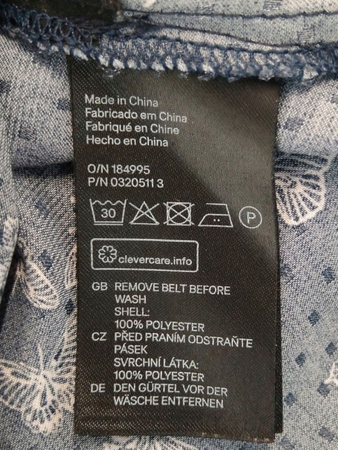 Made in China
Fabricado em China
Fabriqué en Chine
Hecho en China
O/N 184995
P/N 0320511 3
30
P
clevercare.info
GB REMOVE BELT BEFORE
WASH
SHELL:
100% POLYESTER
CZ PŘED PRANÍM ODSTRAŇTE
PÁSEK
SVRCHNÍ LÁTKA:
100% POLYESTER
DE DEN GÜRTEL VOR DER
WÄSCHE ENTFERNEN